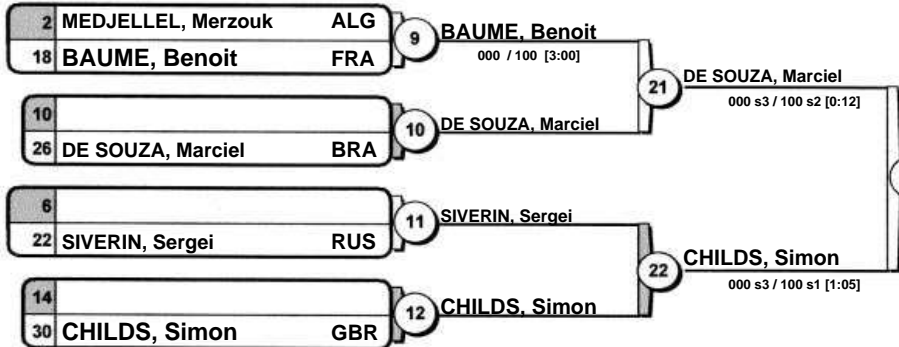 2 MEDJELLEL, Merzouk ALG
18 BAUME, Benoit FRA
9 BAUME, Benoit
000 / 100 [3:00]
10
26 DE SOUZA, Marciel BRA
10 DE SOUZA, Marciel
21 DE SOUZA, Marciel
000 s3 / 100 s2 [0:12]
6
22 SIVERIN, Sergei RUS
11 SIVERIN, Sergei
14
30 CHILDS, Simon GBR
12 CHILDS, Simon
22 CHILDS, Simon
000 s3 / 100 s1 [1:05]